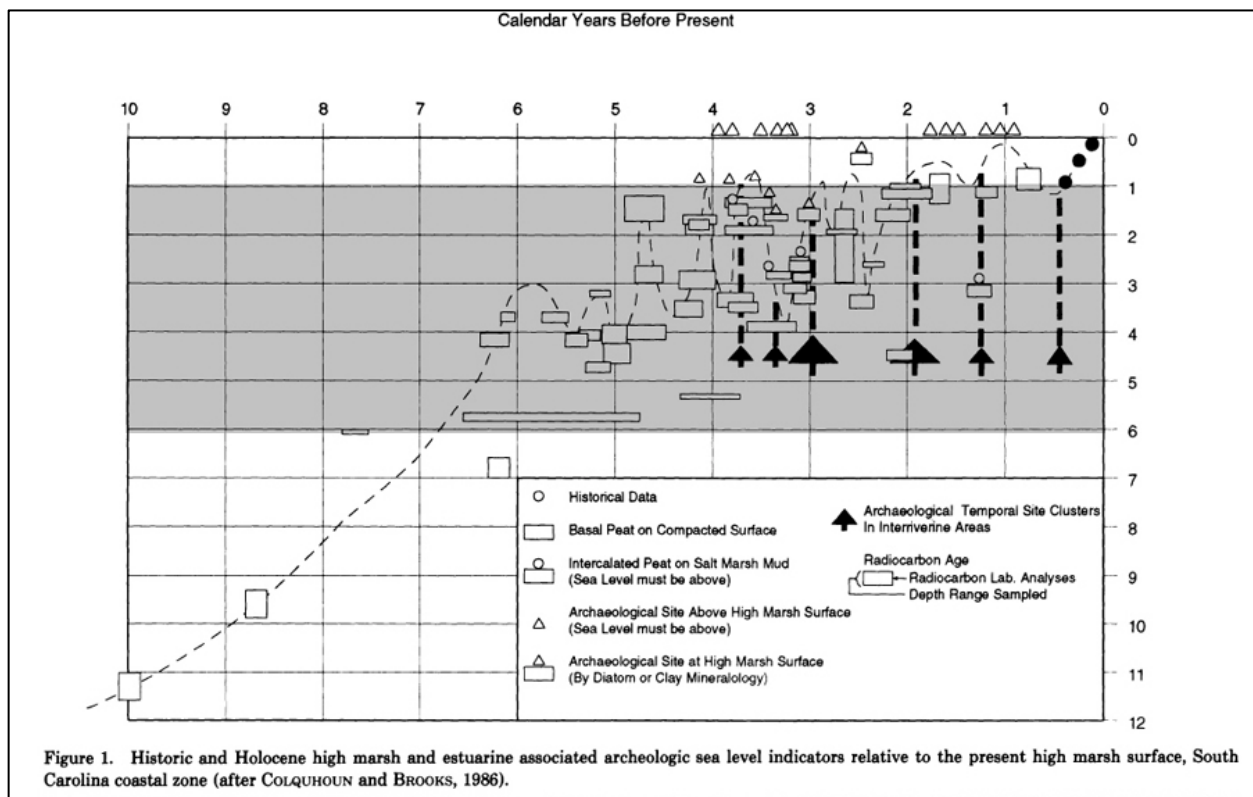 Calendar Years Before Present
10 9 8 7 6 5 4 3 2 1 0
0
1
2
3
4
5
6
7
8
9
10
11
12
Historical Data
Basal Peat on Compacted Surface
Intercalated Peat on Salt Marsh Mud
(Sea Level must be above)
Archaeological Site Above High Marsh Surface
(Sea Level must be above)
Archaeological Site at High Marsh Surface
(By Diatom or Clay Mineralology)
Archaeological Temporal Site Clusters
In Interriverine Areas
Radiocarbon Age
Radiocarbon Lab. Analyses
Depth Range Sampled
Figure 1. Historic and Holocene high marsh and estuarine associated archeologic sea level indicators relative to the present high marsh surface, South
Carolina coastal zone (after COLQUHOUN and BROOKS, 1986).